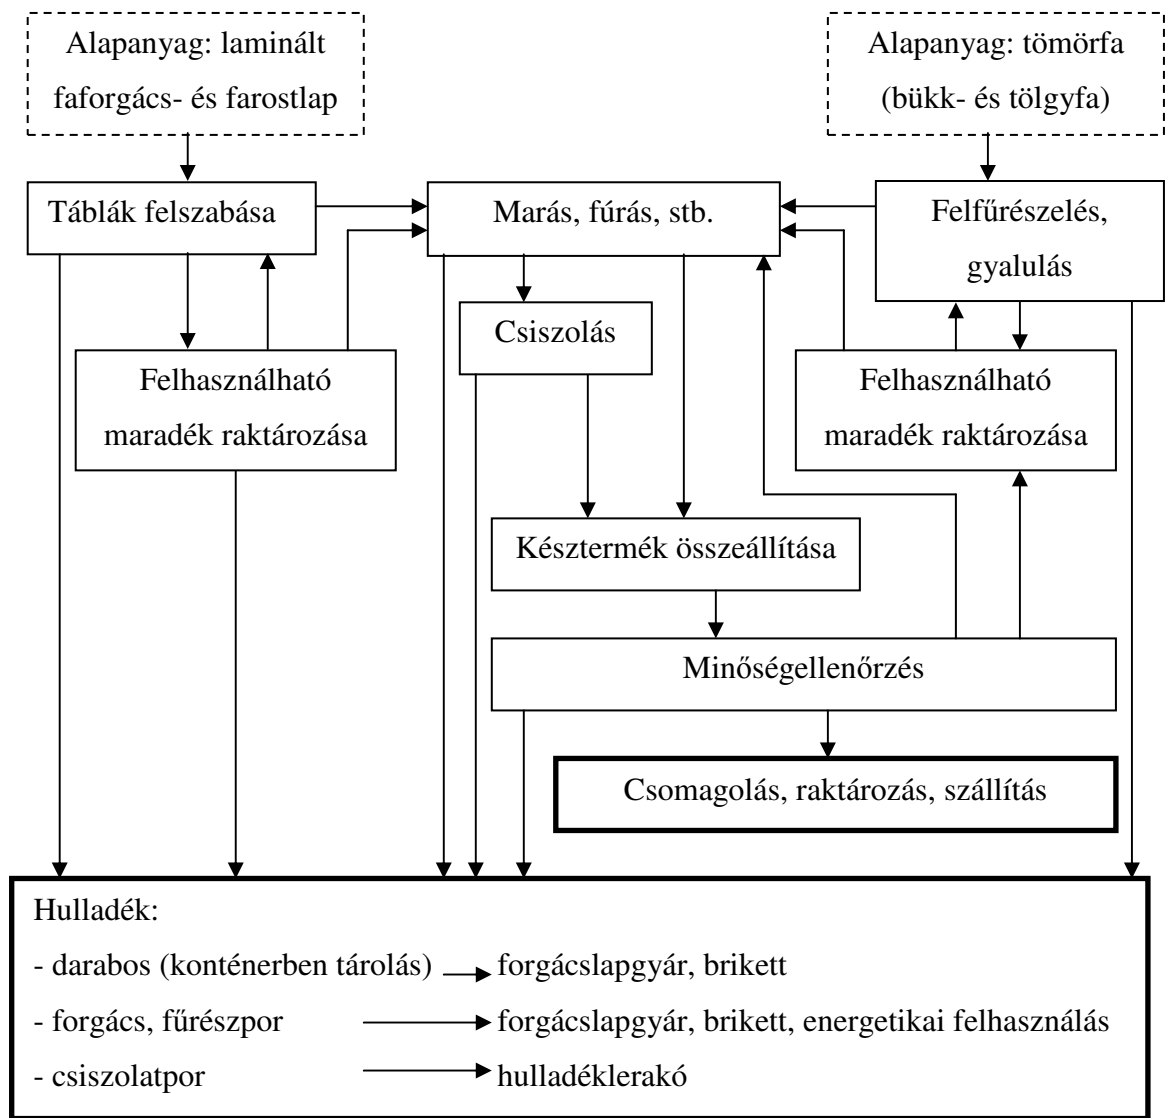 Alapanyag: laminált
faforgács- és farostlap
Alapanyag: tömörfa
(bükk- és tölgyfa)
Táblák felszabása
Marás, fúrás, stb.
Felfűrészelés,
gyalulás
Csiszolás
Felhasználható
maradék raktározása
Felhasználható
maradék raktározása
Késztermék összeállítása
Minőségellenőrzés
Csomagolás, raktározás, szállítás
Hulladék:
- darabos (konténerben tárolás) forgácslapgyár, brikett
- forgács, fűrészpor forgácslapgyár, brikett, energetikai felhasználás
- csiszolatpor hulladéklerakó